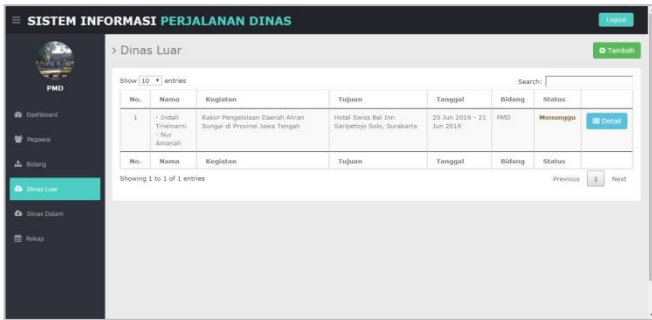 SISTEM INFORMASI PERJALANAN DINAS
Logout
PMD
Dashboard
Pegawai
Bidang
Dinas Luar
Dinas Dalam
Rekap
> Dinas Luar
Tambah
Show 10 entries
Search:
No. Nama Kegiatan Tujuan Tanggal Bidang Status
1 - Indah Rakor Pengelolaan Daerah Aliran Hotel Swiss Bel Inn 20 Jun 2019 - 21 PMD Menunggu Detail
Triwinarni Sungai di Provinsi Jawa Tengah Saripetojo Solo, Surakarta Jun 2019
- Nur
Amanah
No. Nama Kegiatan Tujuan Tanggal Bidang Status
Showing 1 to 1 of 1 entries
Previous 1 Next